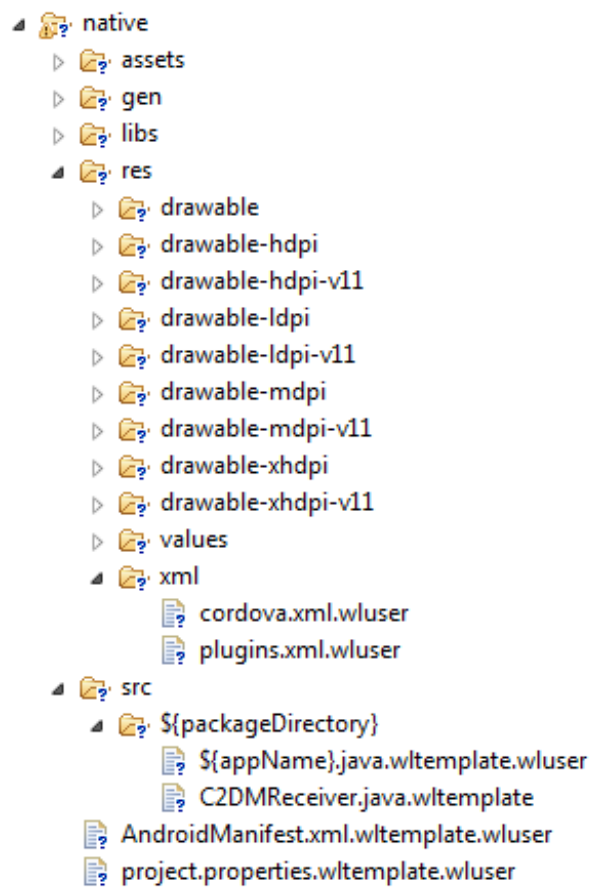 native
assets
gen
libs
res
drawable
drawable-hdpi
drawable-hdpi-v11
drawable-ldpi
drawable-ldpi-v11
drawable-mdpi
drawable-mdpi-v11
drawable-xhdpi
drawable-xhdpi-v11
values
xml
cordova.xml.wluser
plugins.xml.wluser
src
${packageDirectory}
${appName}.java.wltemplate.wluser
C2DMReceiver.java.wltemplate
AndroidManifest.xml.wltemplate.wluser
project.properties.wltemplate.wluser